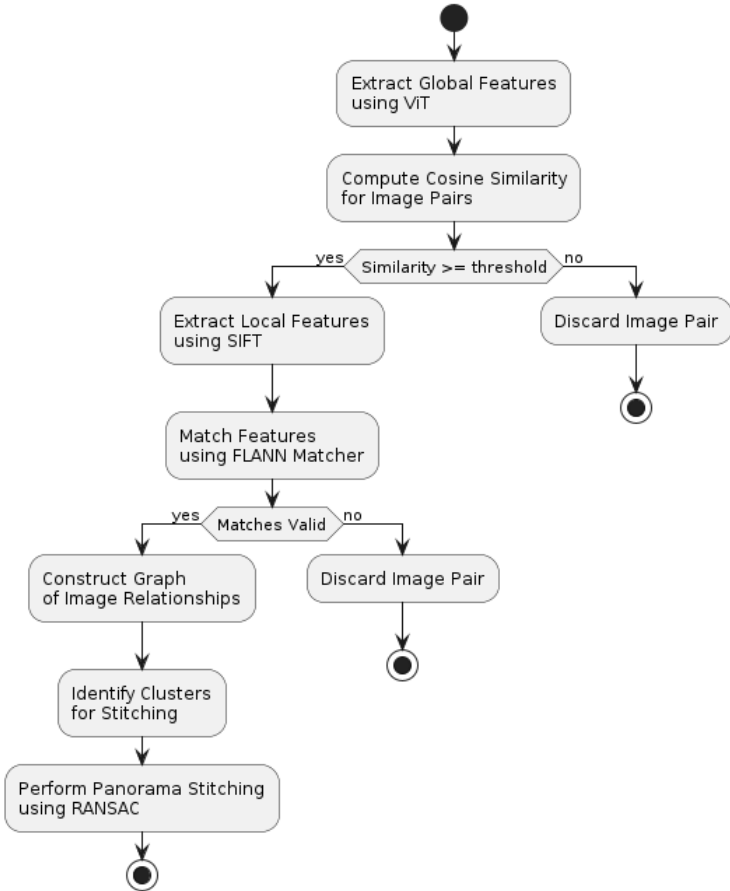 Extract Global Features
using ViT
Compute Cosine Similarity
for Image Pairs
yes
Similarity >= threshold
no
Extract Local Features
using SIFT
Discard Image Pair
Match Features
using FLANN Matcher
yes
Matches Valid
no
Construct Graph
of Image Relationships
Discard Image Pair
Identify Clusters
for Stitching
Perform Panorama Stitching
using RANSAC